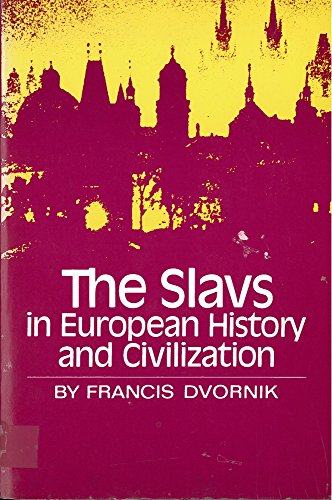 The Slavs
in European History
and Civilization
BY FRANCIS DVORNIK